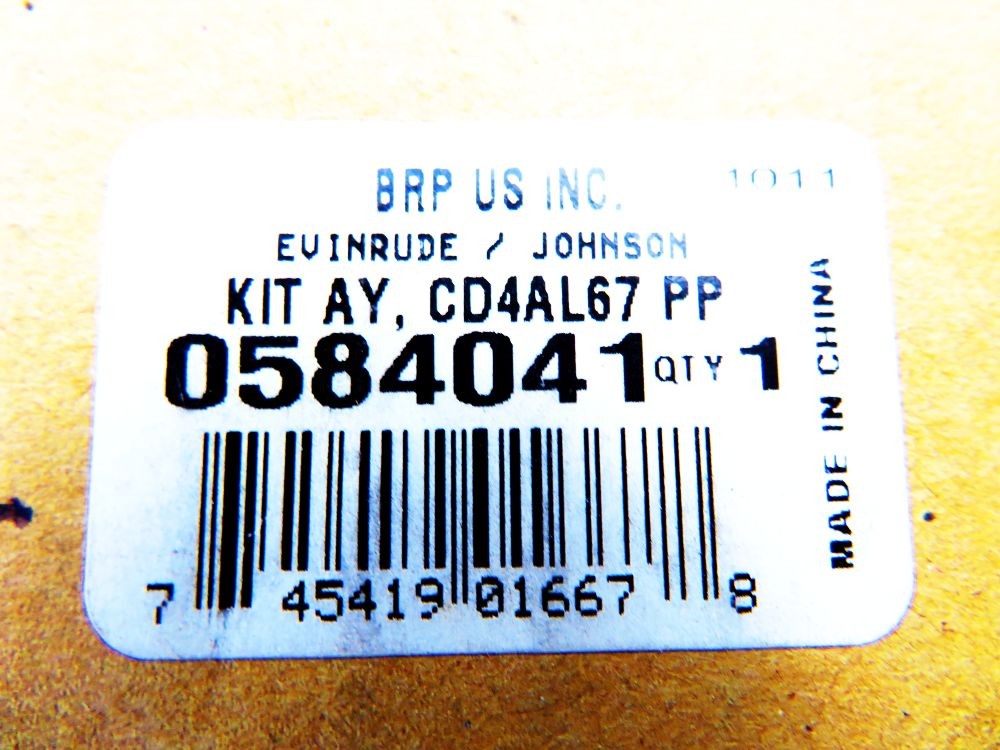 BRP US INC. 1011
EVINRUDE / JOHNSON
KIT AY, CD4AL67 PP
0584041 QTY 1
7 45419 01667 8
MADE IN CHINA